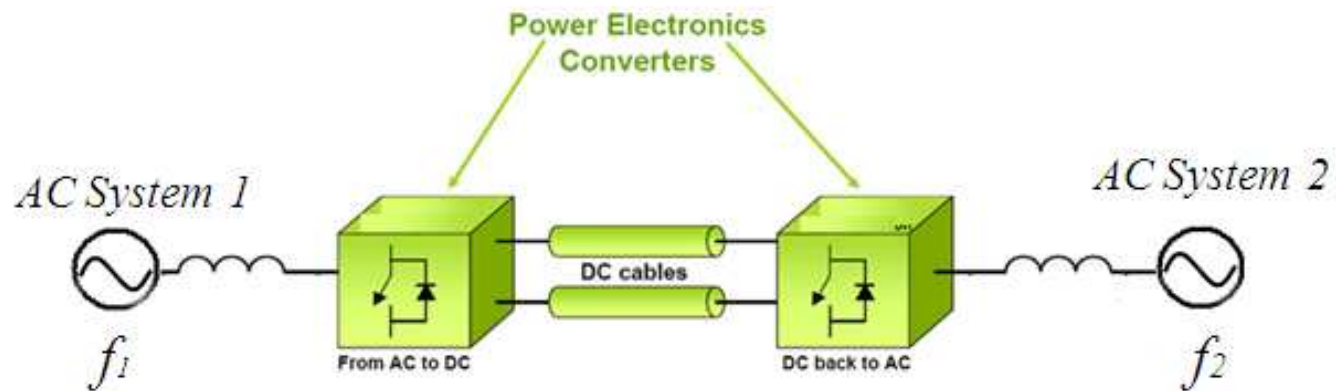 Power Electronics
Converters
AC System 1
AC System 2
DC cables
From AC to DC
DC back to AC
f1
f2